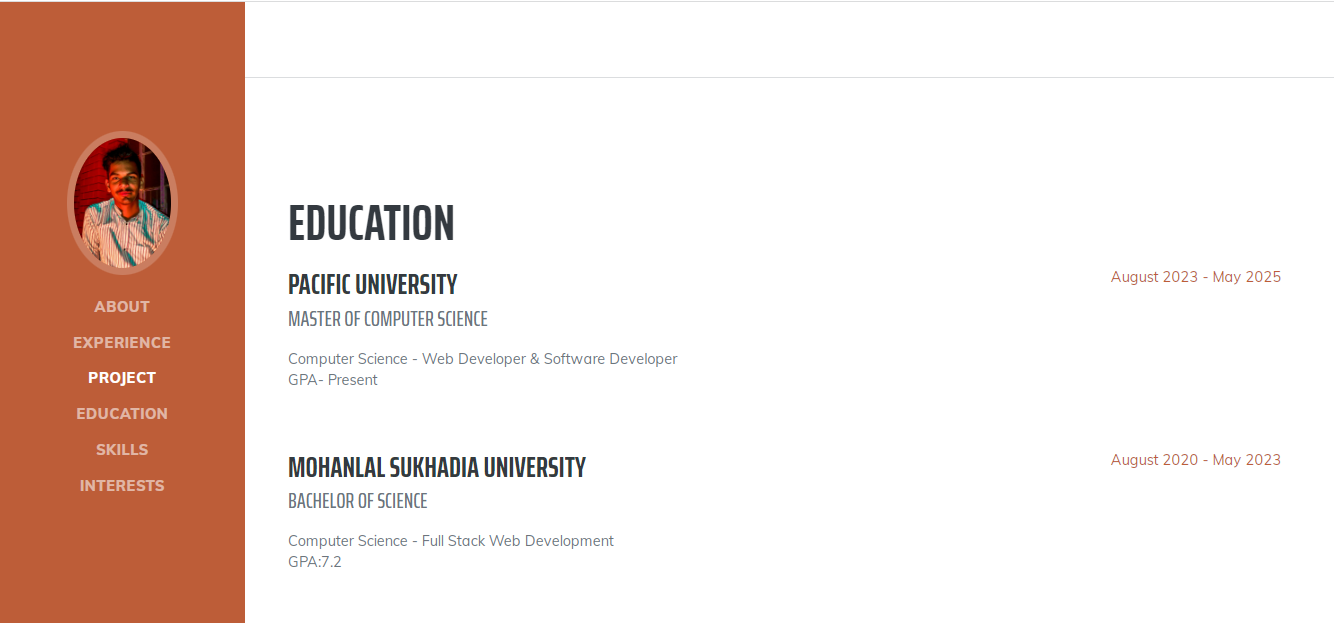 ABOUT
EXPERIENCE
PROJECT
EDUCATION
SKILLS
INTERESTS
EDUCATION
PACIFIC UNIVERSITY
August 2023 - May 2025
MASTER OF COMPUTER SCIENCE
Computer Science - Web Developer & Software Developer
GPA- Present
MOHANLAL SUKHADIA UNIVERSITY
August 2020 - May 2023
BACHELOR OF SCIENCE
Computer Science - Full Stack Web Development
GPA:7.2